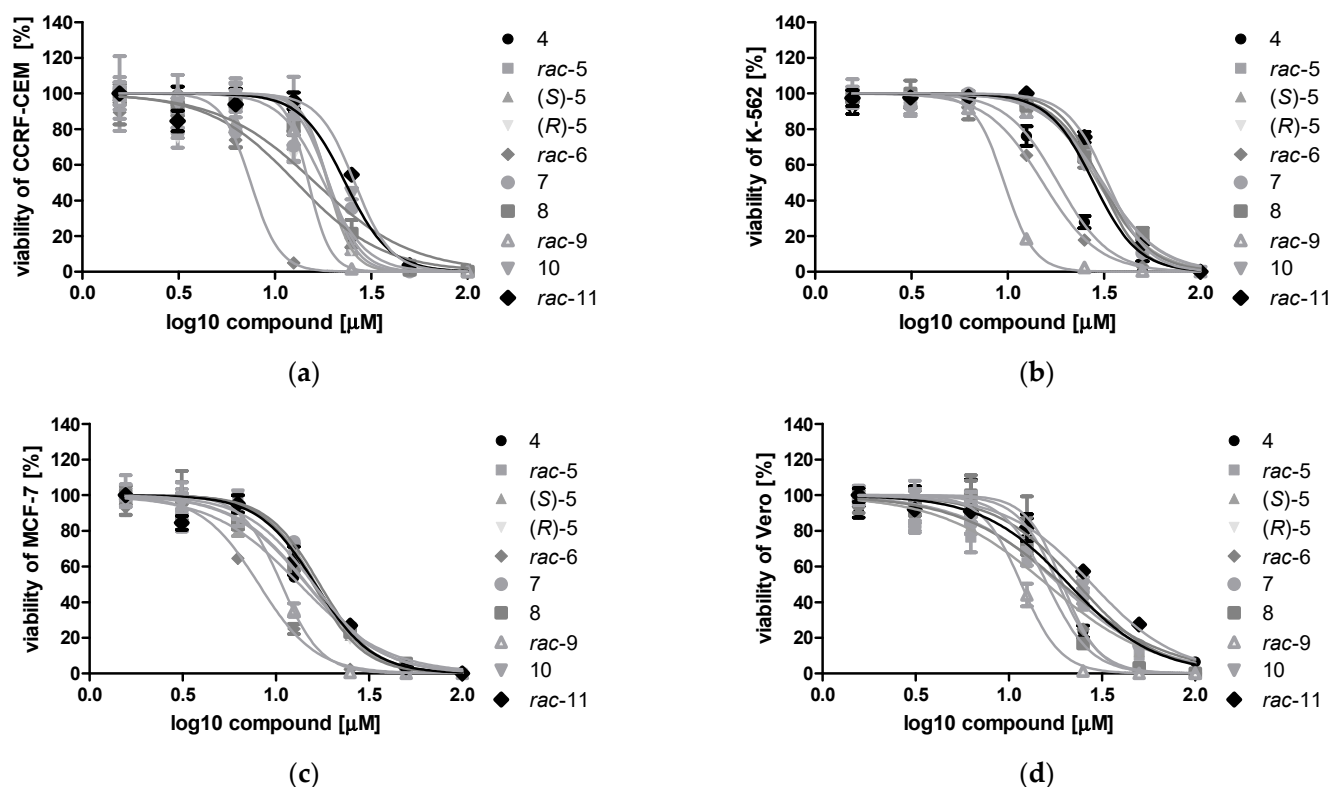 140
120
100
80
60
40
20
0
0.0 0.5 1.0 1.5 2.0
viability of CCRF-CEM [%]
log10 compound [µM]
4
rac-5
(S)-5
(R)-5
rac-6
7
8
rac-9
10
rac-11
(a)
140
120
100
80
60
40
20
0
0.0 0.5 1.0 1.5 2.0
viability of K-562 [%]
log10 compound [µM]
4
rac-5
(S)-5
(R)-5
rac-6
7
8
rac-9
10
rac-11
(b)
140
120
100
80
60
40
20
0
0.0 0.5 1.0 1.5 2.0
viability of MCF-7 [%]
log10 compound [µM]
4
rac-5
(S)-5
(R)-5
rac-6
7
8
rac-9
10
rac-11
(c)
140
120
100
80
60
40
20
0
0.0 0.5 1.0 1.5 2.0
viability of Vero [%]
log10 compound [µM]
4
rac-5
(S)-5
(R)-5
rac-6
7
8
rac-9
10
rac-11
(d)